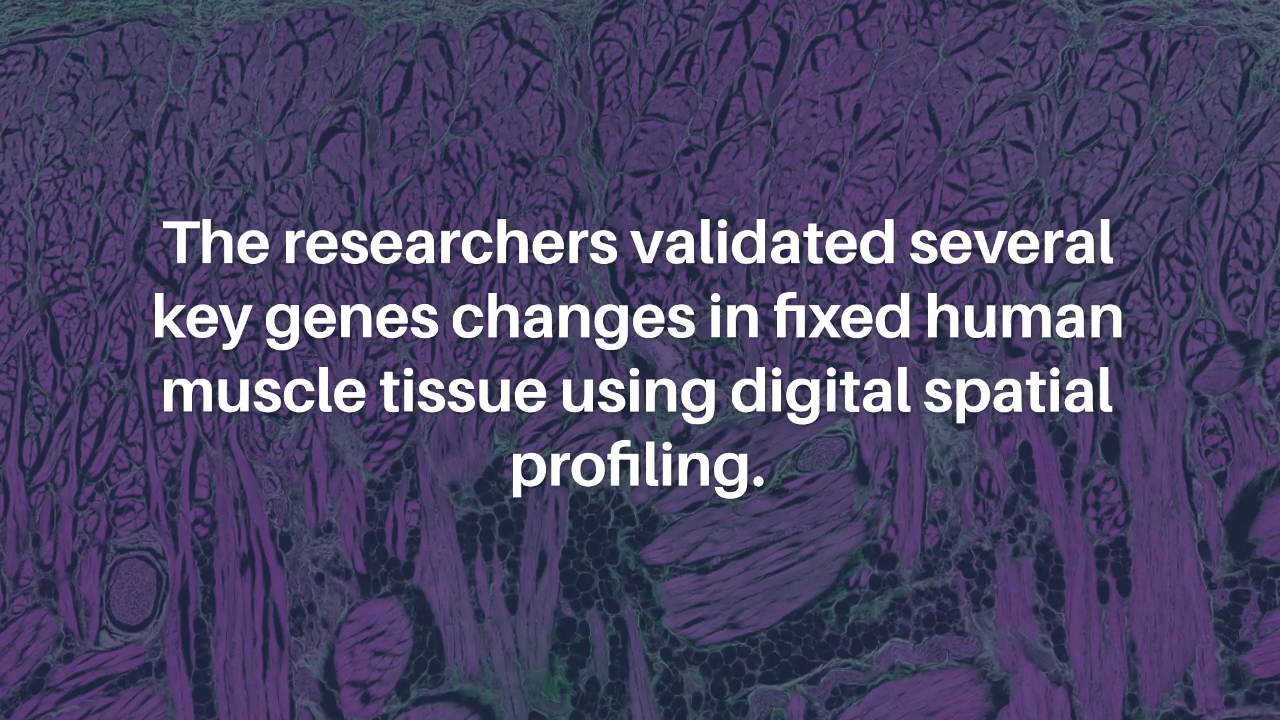 The researchers validated several
key genes changes in fixed human
muscle tissue using digital spatial
profiling.